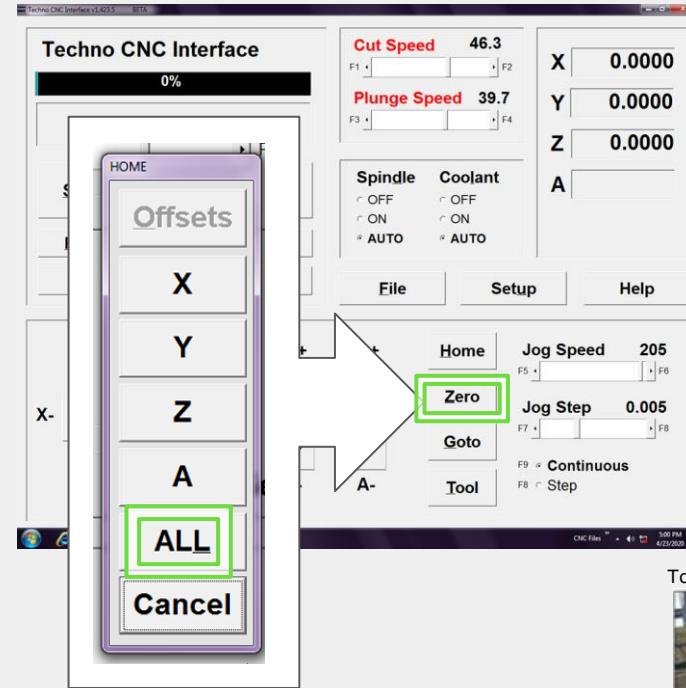 Techno CNC Interface v1.423.5 BETA
Techno CNC Interface
0%
Cut Speed 46.3
F1 F2
Plunge Speed 39.7
F3 F4
X 0.0000
Y 0.0000
Z 0.0000
A
Spindle Coolant
OFF OFF
ON ON
AUTO AUTO
File Setup Help
HOME
Offsets
X
Y
Z
A
ALL
Cancel
X-
A-
Home
Zero
Goto
Tool
Jog Speed 205
F5 F6
Jog Step 0.005
F7 F8
F9 Continuous
F8 Step
CNC Files 5:00 PM
4/23/2020